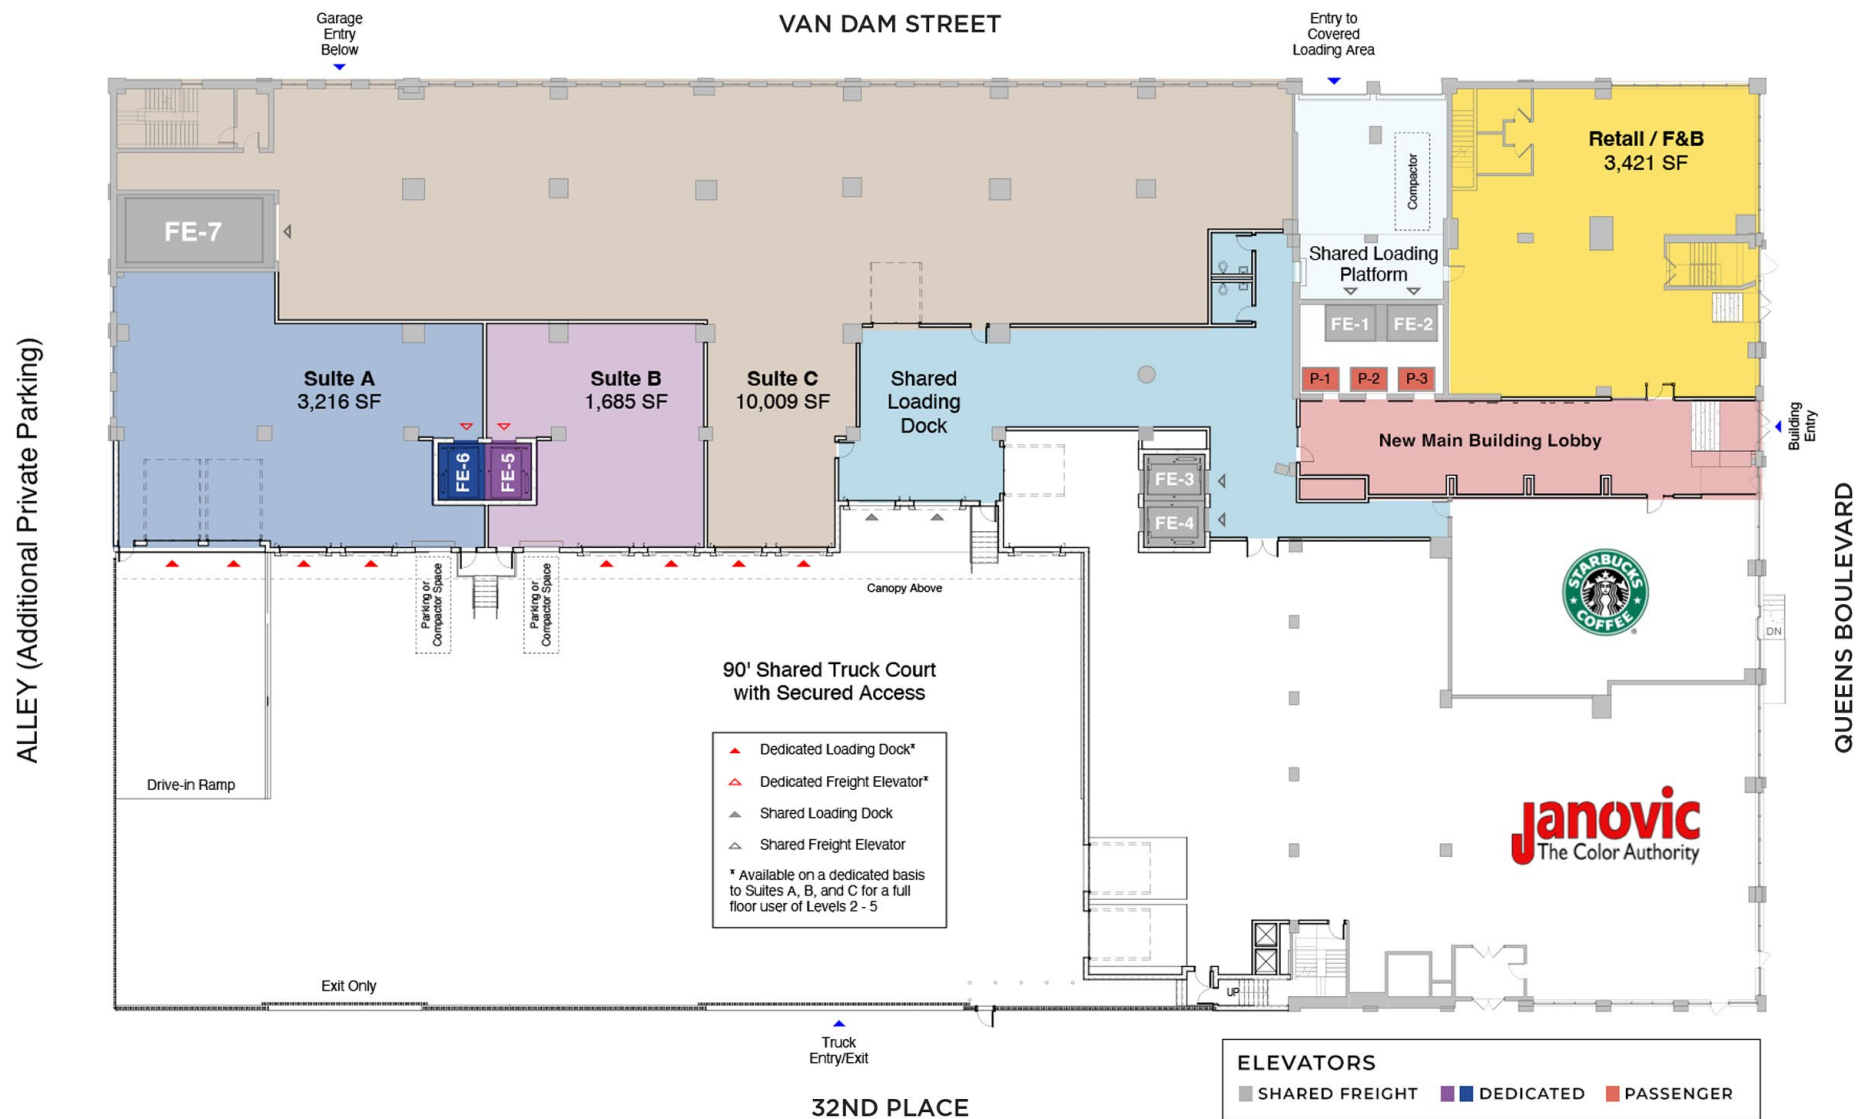 VAN DAM STREET
Garage
Entry
Below
Entry to
Covered
Loading Area
Retall / F&B
3,421 SF
Compactor
FE-7
Shared Loading
Platform
FE-1
FE-2
P-1
P-2
P-3
Suite A
3,216 SF
Suite B
1,685 SF
Suite C
10,009 SF
Shared
Loading
Dock
New Main Building Lobby
Building
Entry
FE-6
FE-5
FE-3
FE-4
ALLEY (Additional Private Parking)
QUEENS BOULEVARD
Parking or
Compactor Space
Parking or
Compactor Space
Canopy Above
STARBUCKS
COFFEE
®
DN
90' Shared Truck Court
with Secured Access
Dedicated Loading Dock*
Dedicated Freight Elevator*
Shared Loading Dock
Shared Freight Elevator
* Available on a dedicated basis
to Suites A, B, and C for a full
floor user of Levels 2 - 5
Drive-in Ramp
Janovic
The Color Authority
Exit Only
UP
Truck
Entry/Exit
32ND PLACE
ELEVATORS
SHARED FREIGHT
DEDICATED
PASSENGER